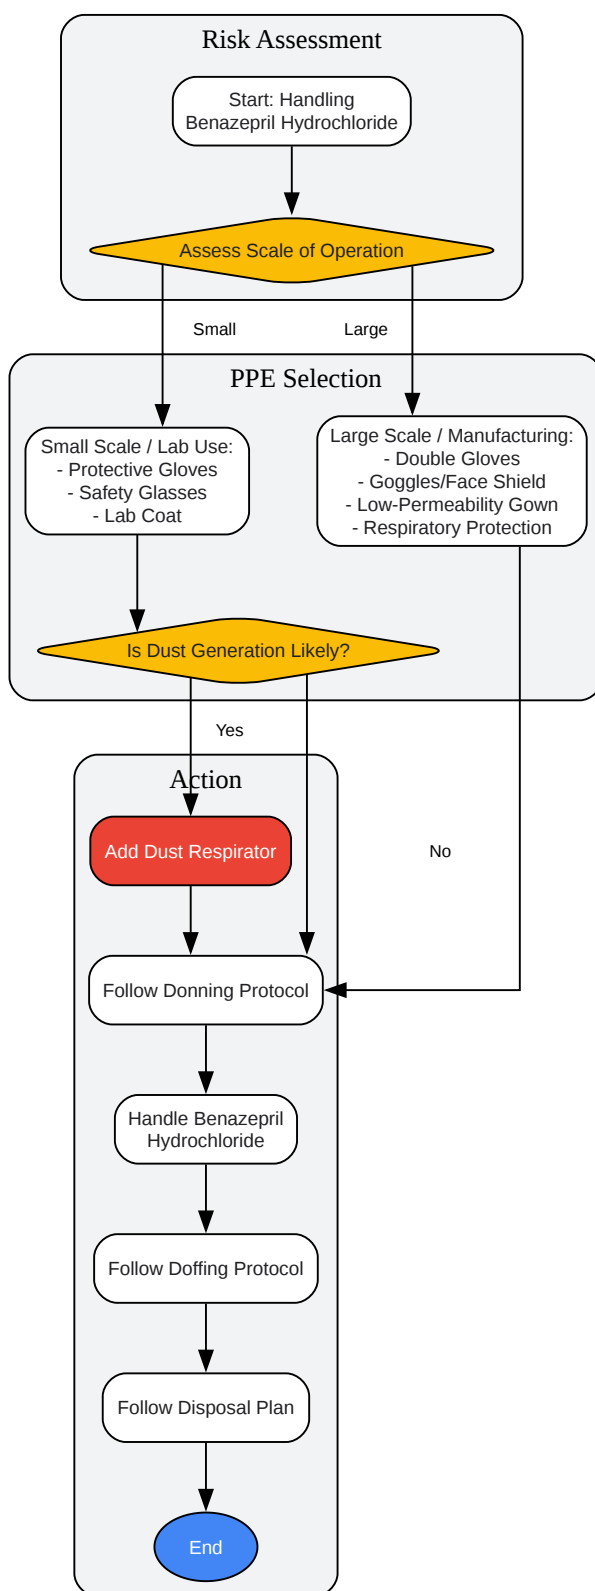 Risk Assessment
Start: Handling
Benazepril Hydrochloride
Assess Scale of Operation
Small
Large
PPE Selection
Small Scale / Lab Use:
- Protective Gloves
- Safety Glasses
- Lab Coat
Large Scale / Manufacturing:
- Double Gloves
- Goggles/Face Shield
- Low-Permeability Gown
- Respiratory Protection
Is Dust Generation Likely?
Yes
Action
Add Dust Respirator
No
Follow Donning Protocol
Handle Benazepril
Hydrochloride
Follow Doffing Protocol
Follow Disposal Plan
End